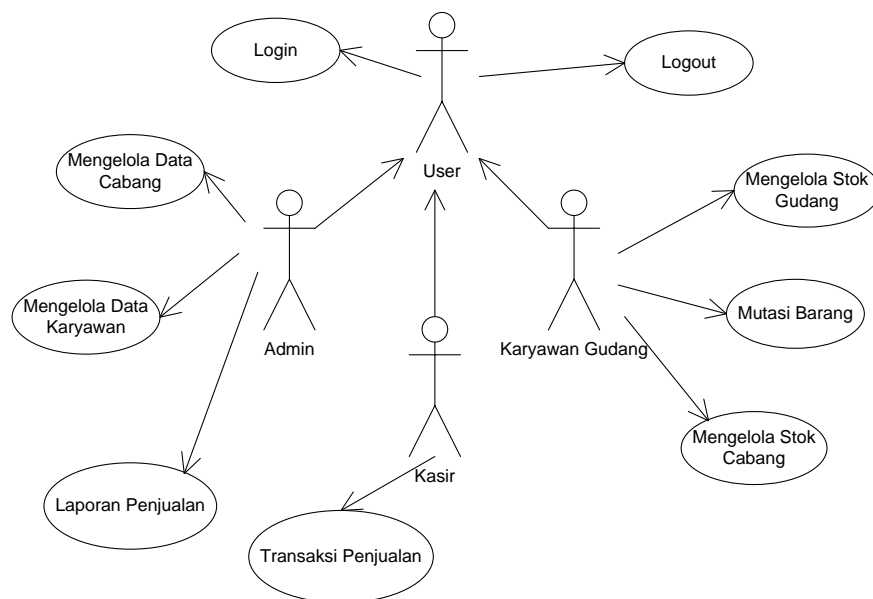 Login
Logout
User
Mengelola Data
Cabang
Mengelola Stok
Gudang
Mengelola Data
Karyawan
Mutasi Barang
Admin
Karyawan Gudang
Mengelola Stok
Cabang
Kasir
Laporan Penjualan
Transaksi Penjualan